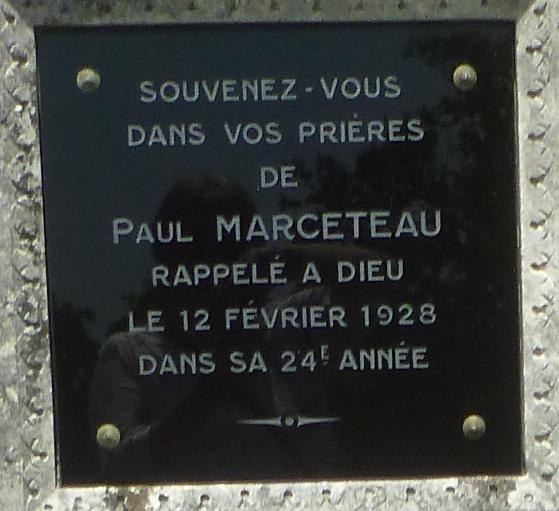 SOUVENEZ-VOUS
DANS VOS PRIÈRES
DE
PAUL MARCETEAU
RAPPELÉ A DIEU
LE 12 FÉVRIER 1928
DANS SA 24E ANNÉE